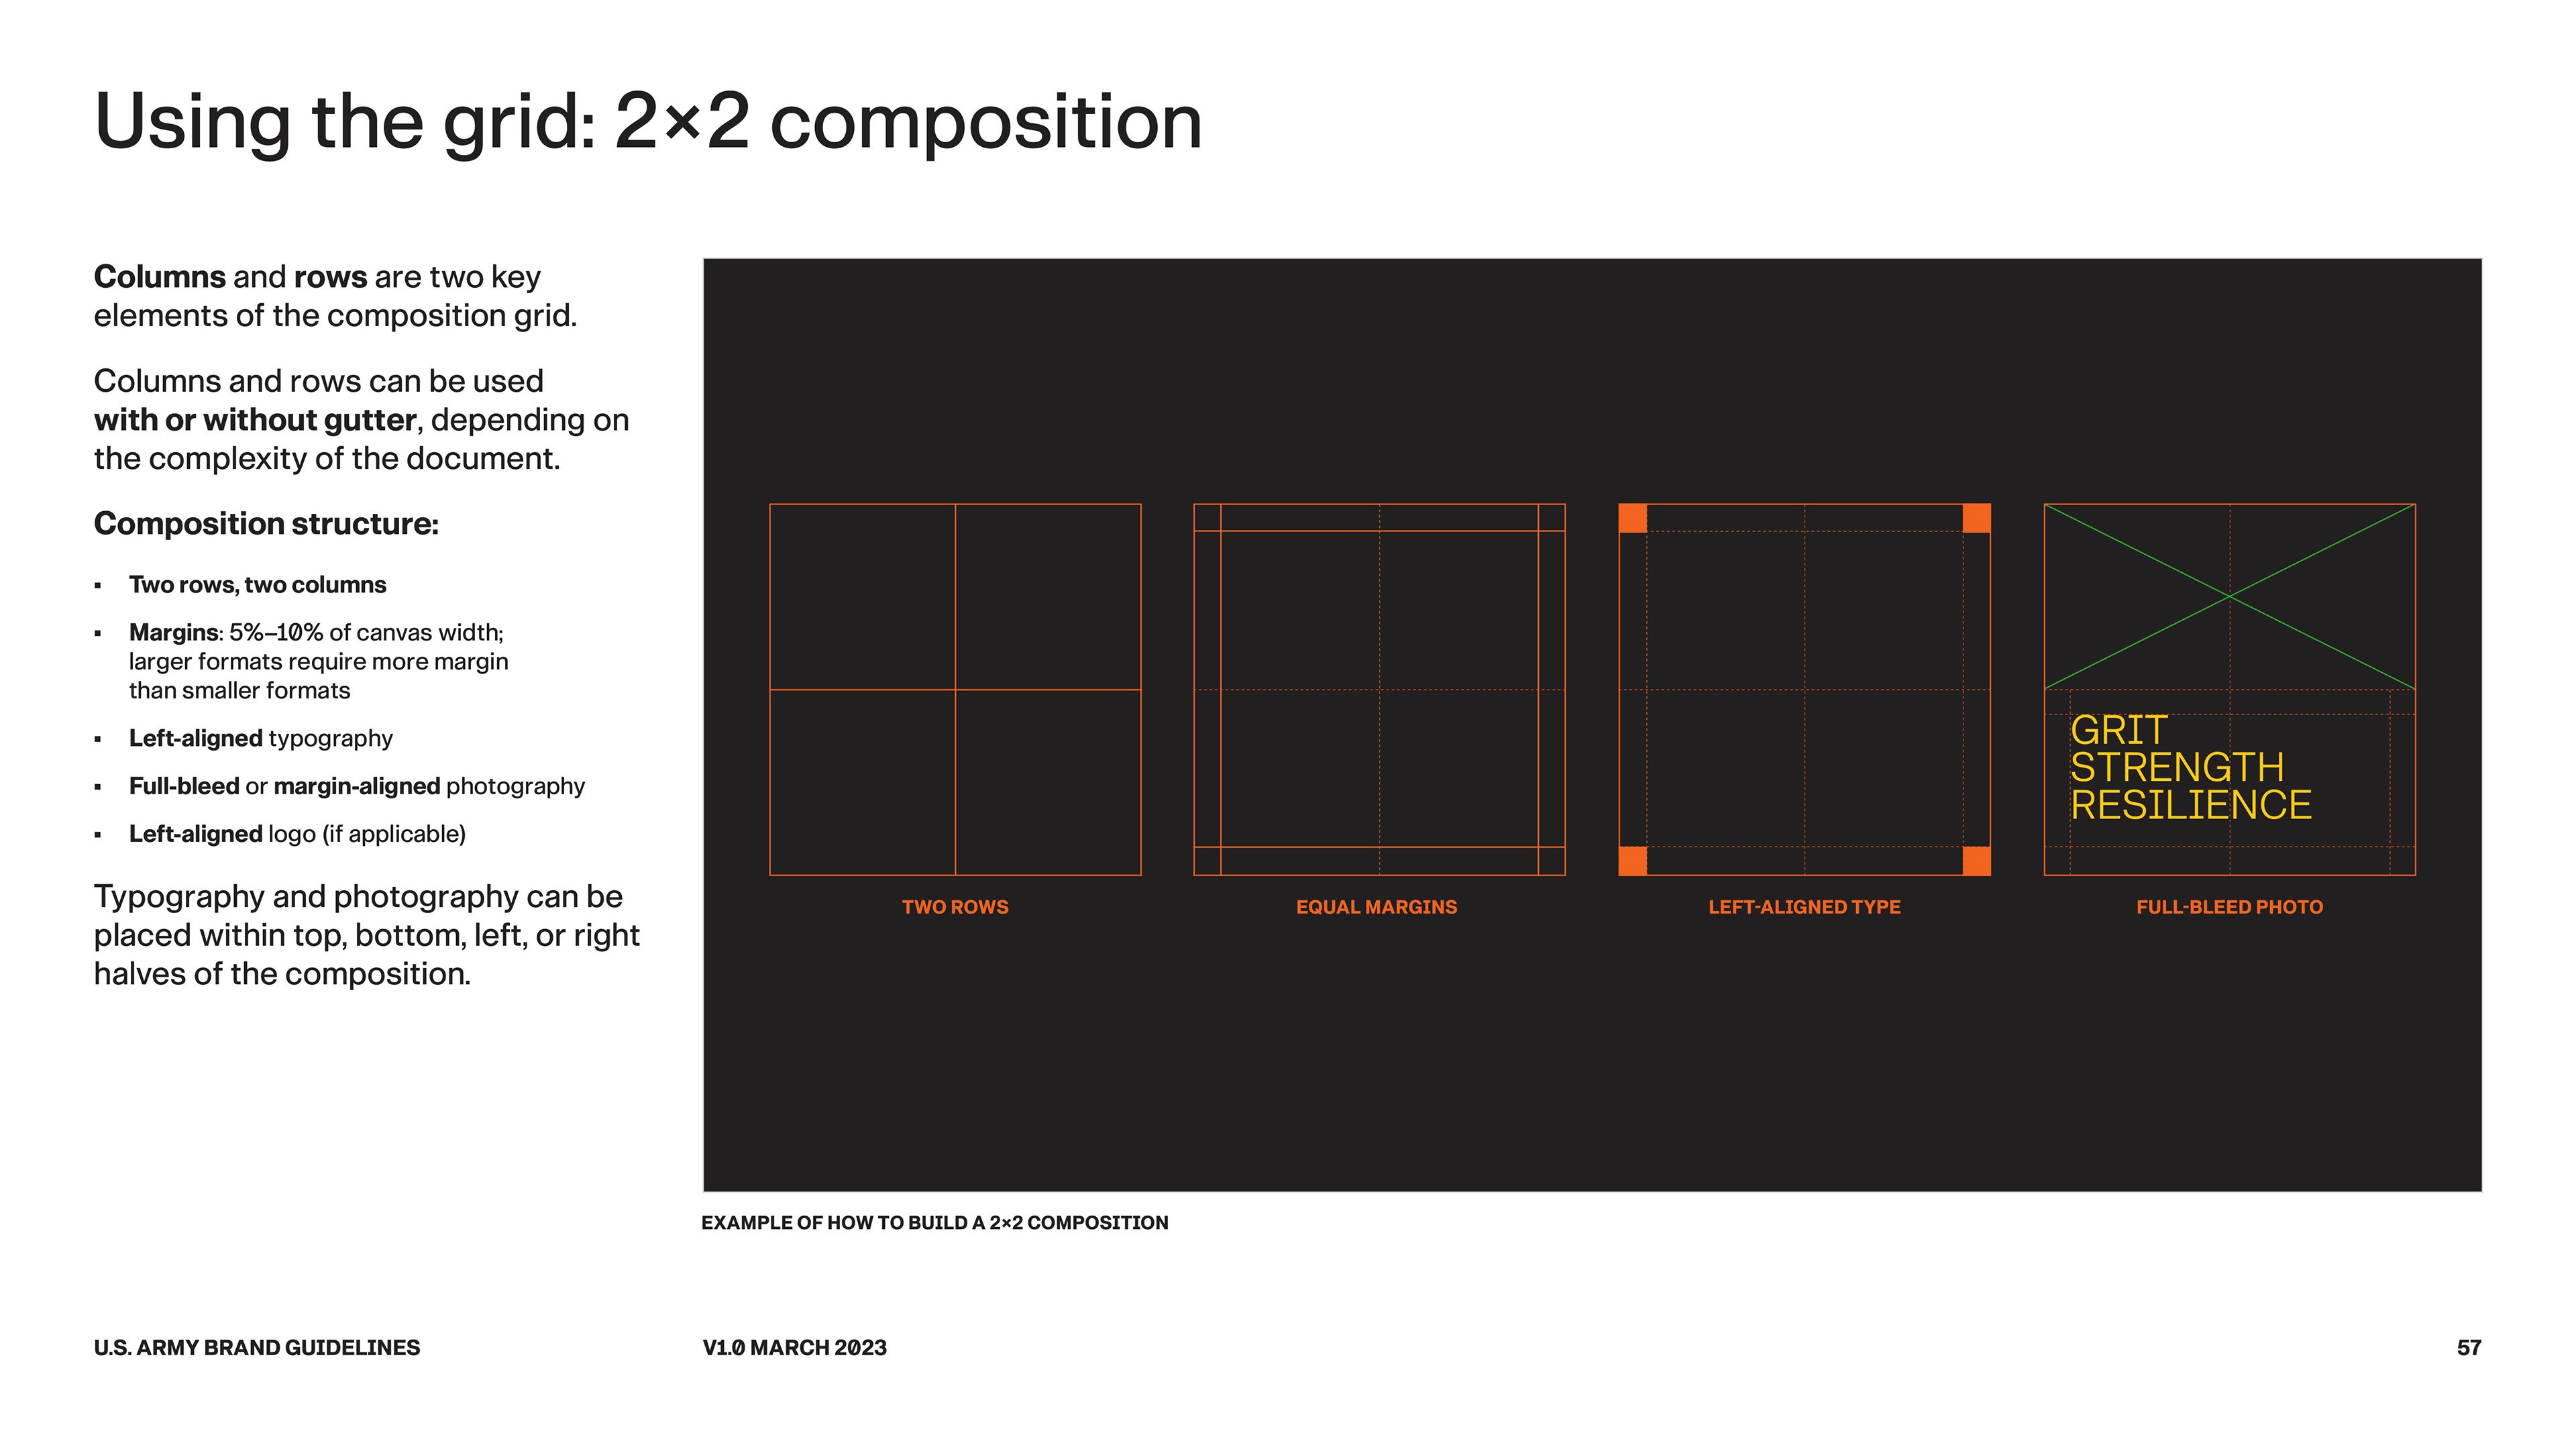 Using the grid: 2×2 composition
Columns and rows are two key
elements of the composition grid.
Columns and rows can be used
with or without gutter, depending on
the complexity of the document.
Composition structure:
▪ Two rows, two columns
▪ Margins: 5%–10% of canvas width;
larger formats require more margin
than smaller formats
▪ Left-aligned typography
▪ Full-bleed or margin-aligned photography
▪ Left-aligned logo (if applicable)
Typography and photography can be
placed within top, bottom, left, or right
halves of the composition.
GRIT
STRENGTH
RESILIENCE
TWO ROWS
EQUAL MARGINS
LEFT-ALIGNED TYPE
FULL-BLEED PHOTO
EXAMPLE OF HOW TO BUILD A 2×2 COMPOSITION
U.S. ARMY BRAND GUIDELINES
V1.0 MARCH 2023
57